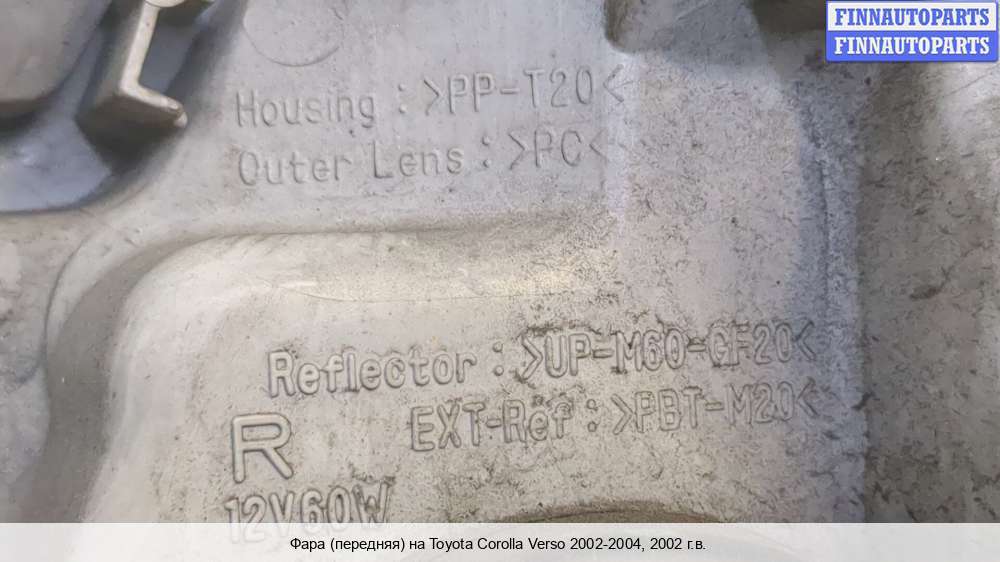 FINNAUTOPARTS
FINNAUTOPARTS
Housing : >PP-T20<
Outer Lens : >PC<
Reflector : >UP-M60-GF20<
EXT-Ref : >PBT-M20<
R
12V60W
Фара (передняя) на Toyota Corolla Verso 2002-2004, 2002 г.в.